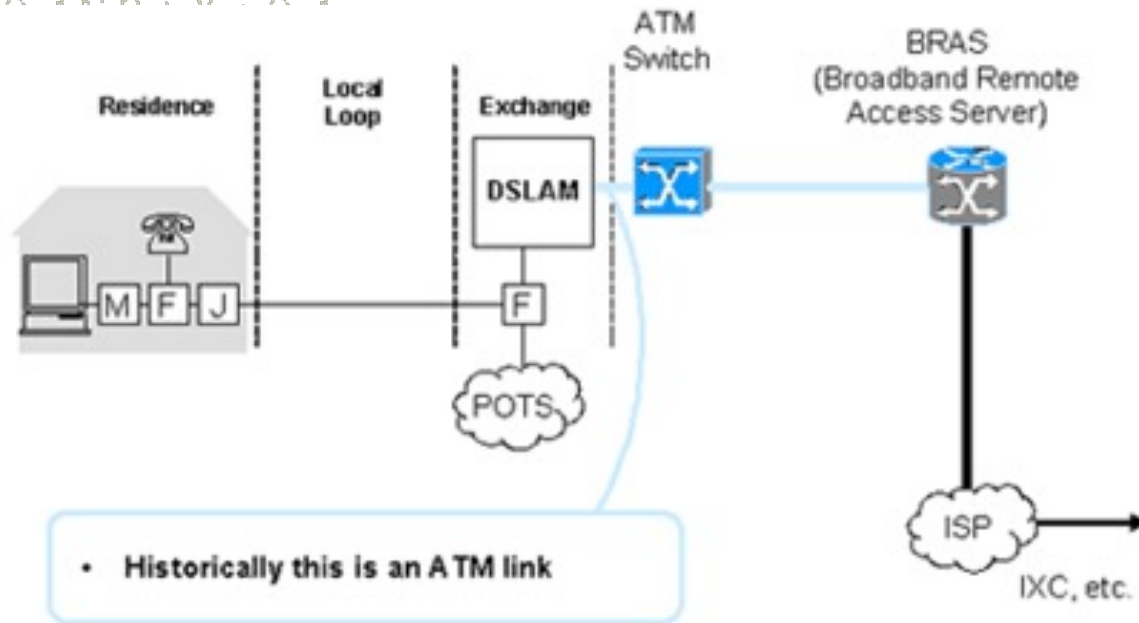 ATM
Switch
BRAS
(Broadband Remote
Access Server)
Residence
Local
Loop
Exchange
DSLAM
M
F
J
F
POTS
ISP
IXC, etc.
• Historically this is an ATM link